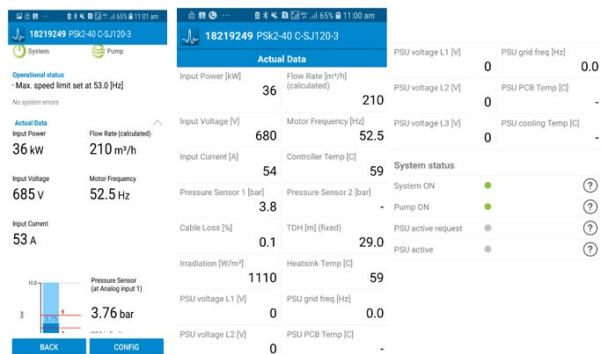 65% 11:01 am
18219249 PSk2-40 C-SJ120-3
System Pump
Operational status
· Max. speed limit set at 53.0 [Hz]
No system errors
Actual Data
Input Power Flow Rate (calculated)
36 kW 210 m³/h
Input Voltage Motor Frequency
685 V 52.5 Hz
Input Current
53 A
10.0
Pressure Sensor
(at Analog input 1)
3.75
3.76 bar
BACK CONFIG
65% 11:00 am
18219249 PSk2-40 C-SJ120-3
Actual Data
Input Power [kW] Flow Rate [m³/h]
(calculated)
36 210
Input Voltage [V] Motor Frequency [Hz]
680 52.5
Input Current [A] Controller Temp [C]
54 59
Pressure Sensor 1 [bar] Pressure Sensor 2 [bar]
3.8 -
Cable Loss [%] TDH [m] (fixed)
0.1 29.0
Irradiation [W/m²] Heatsink Temp [C]
1110 59
PSU voltage L1 [V] PSU grid freq [Hz]
0 0.0
PSU voltage L2 [V] PSU PCB Temp [C]
0 -
PSU voltage L1 [V] PSU grid freq [Hz]
0 0.0
PSU voltage L2 [V] PSU PCB Temp [C]
0 -
PSU voltage L3 [V] PSU cooling Temp [C]
0 -
System status
System ON ?
Pump ON ?
PSU active request ?
PSU active ?